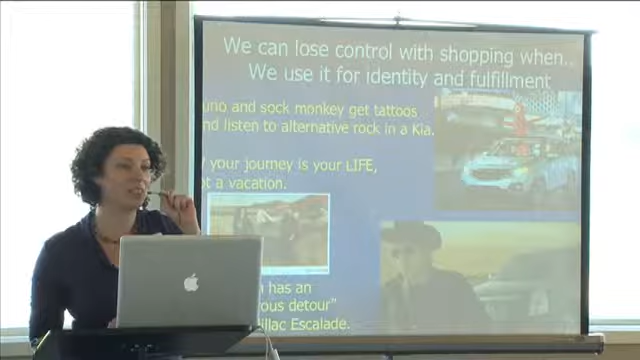 We can lose control with shopping when..
We use it for identity and fulfillment
uno and sock monkey get tattoos
nd listen to alternative rock in a Kia.
your journey is your LIFE,
t a vacation.
has an
ous detour”
illac Escalade.